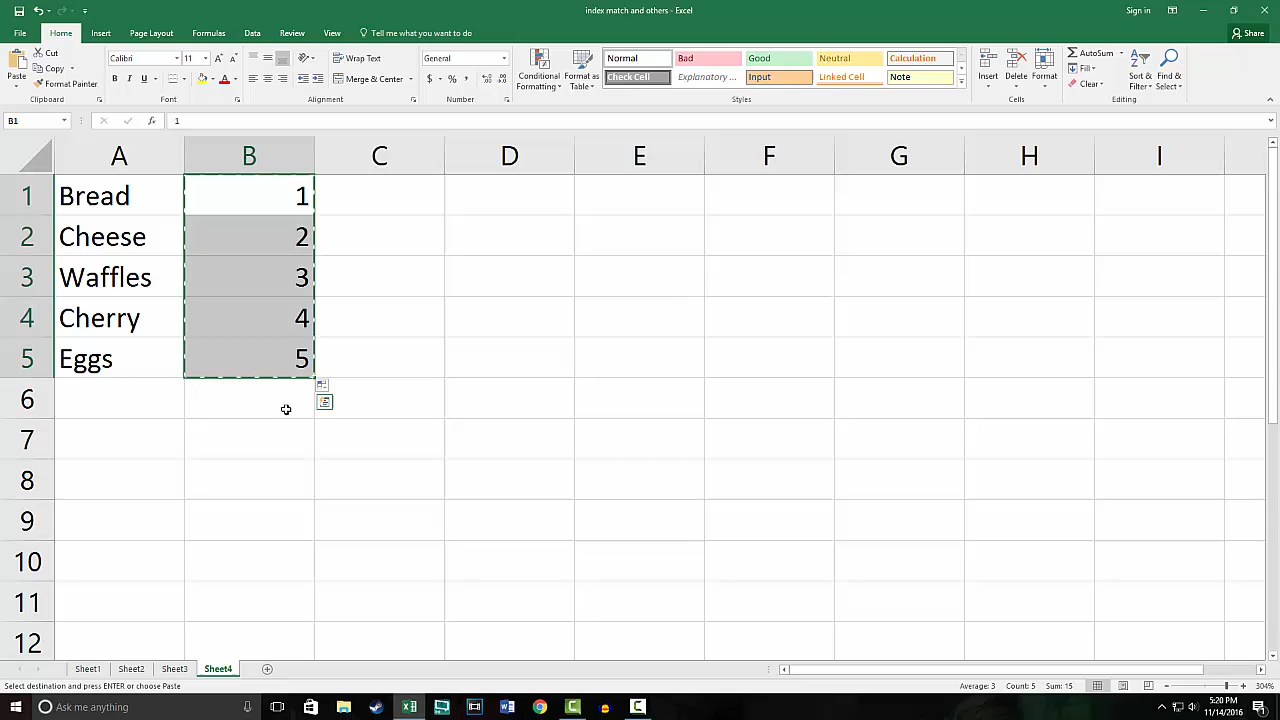 index match and others - Excel
Sign in
File Home Insert Page Layout Formulas Data Review View Tell me what you want to do Share
Cut
Copy
Format Painter
Paste
Clipboard
Calibri 11
B I U
Font
Wrap Text
Merge & Center
Alignment
General
$ % ,
Number
Conditional Formatting
Format as Table
Normal Bad Good Neutral Calculation
Check Cell Explanatory ... Input Linked Cell Note
Styles
Insert Delete Format
Cells
AutoSum
Fill
Clear
Sort & Filter
Find & Select
Editing
B1 fx 1
A B C D E F G H I
1 Bread 1
2 Cheese 2
3 Waffles 3
4 Cherry 4
5 Eggs 5
6
7
8
9
10
11
12
Sheet1 Sheet2 Sheet3 Sheet4
Select destination and press ENTER or choose Paste
Average: 3 Count: 5 Sum: 15
304%
Ask me anything
5:20 PM
11/14/2016